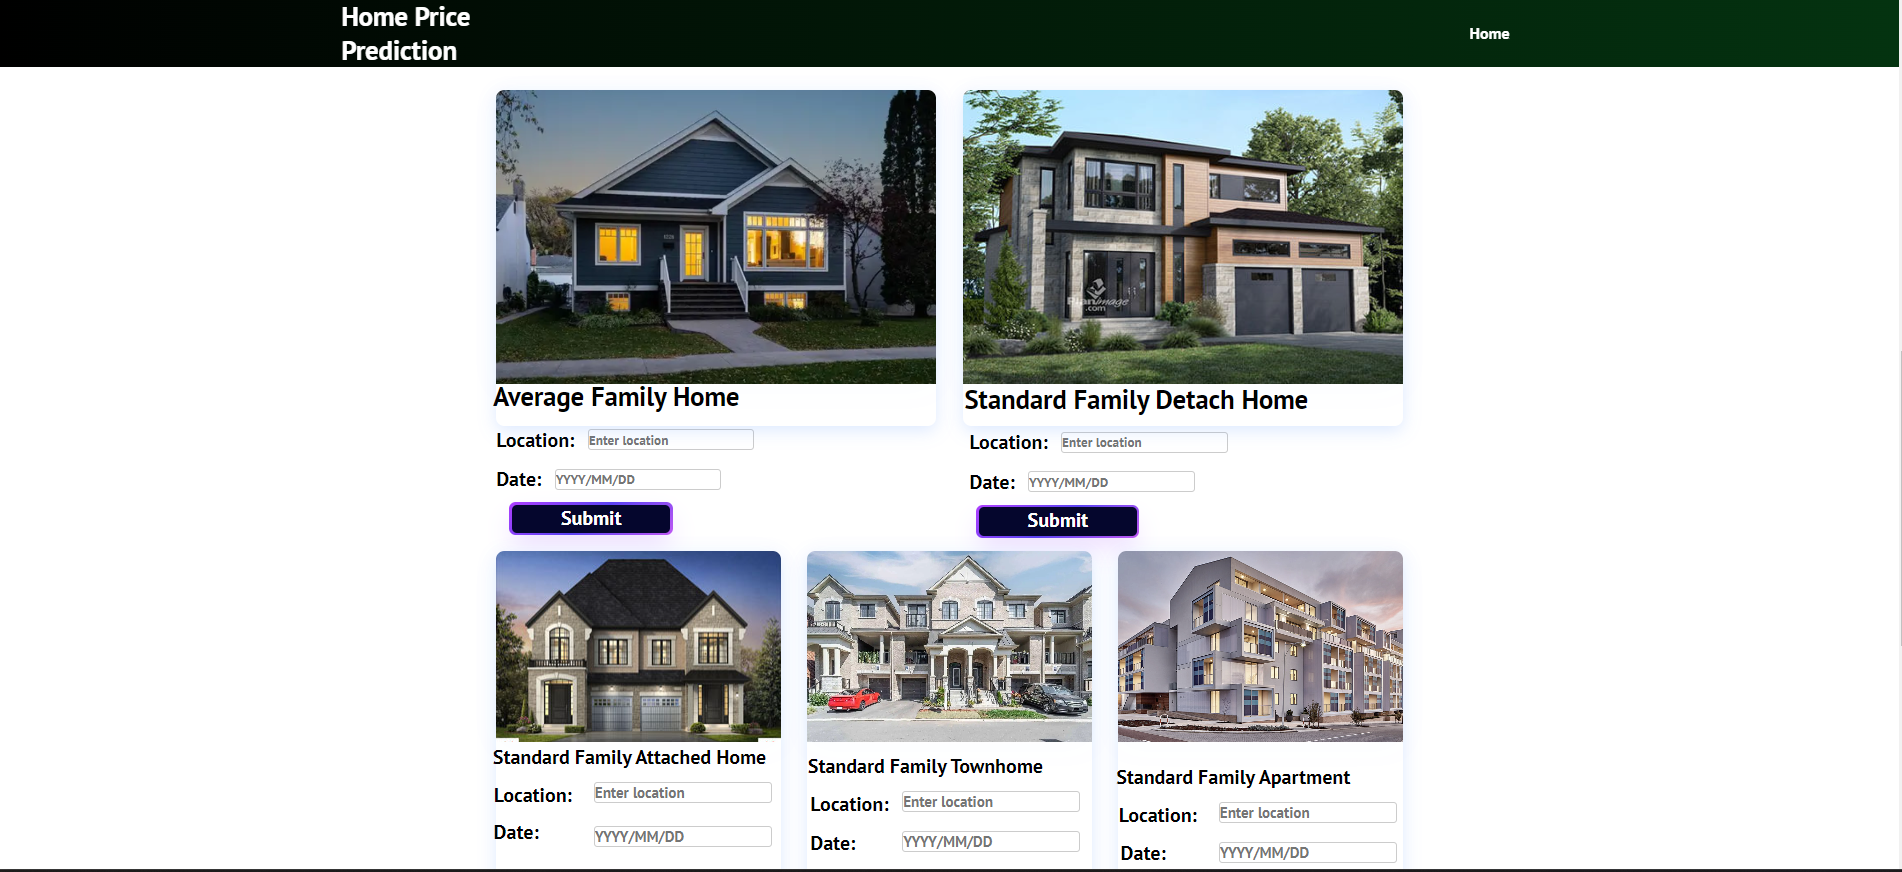 Home Price
Prediction
Home
Planimage
.com
Average Family Home
Standard Family Detach Home
Location: Enter location
Location: Enter location
Date: YYYY/MM/DD
Date: YYYY/MM/DD
Submit
Submit
Standard Family Attached Home
Location: Enter location
Date: YYYY/MM/DD
Standard Family Townhome
Location: Enter location
Date: YYYY/MM/DD
Standard Family Apartment
Location: Enter location
Date: YYYY/MM/DD